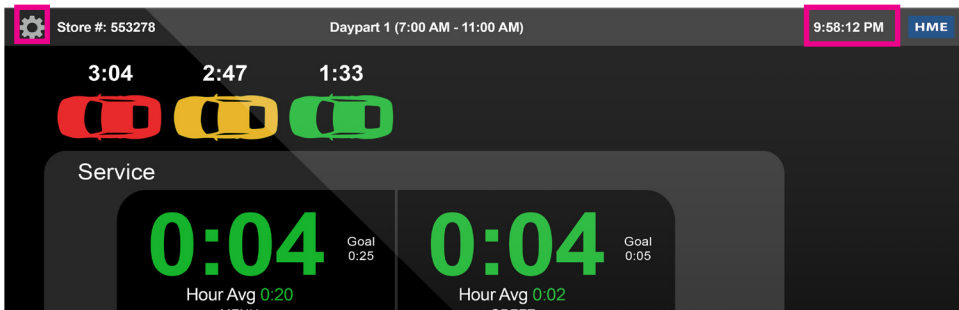 Store #: 553278 Daypart 1 (7:00 AM - 11:00 AM) 9:58:12 PM HME
3:04 2:47 1:33
Service
0:04 Goal 0:25 0:04 Goal 0:05
Hour Avg 0:20 Hour Avg 0:02